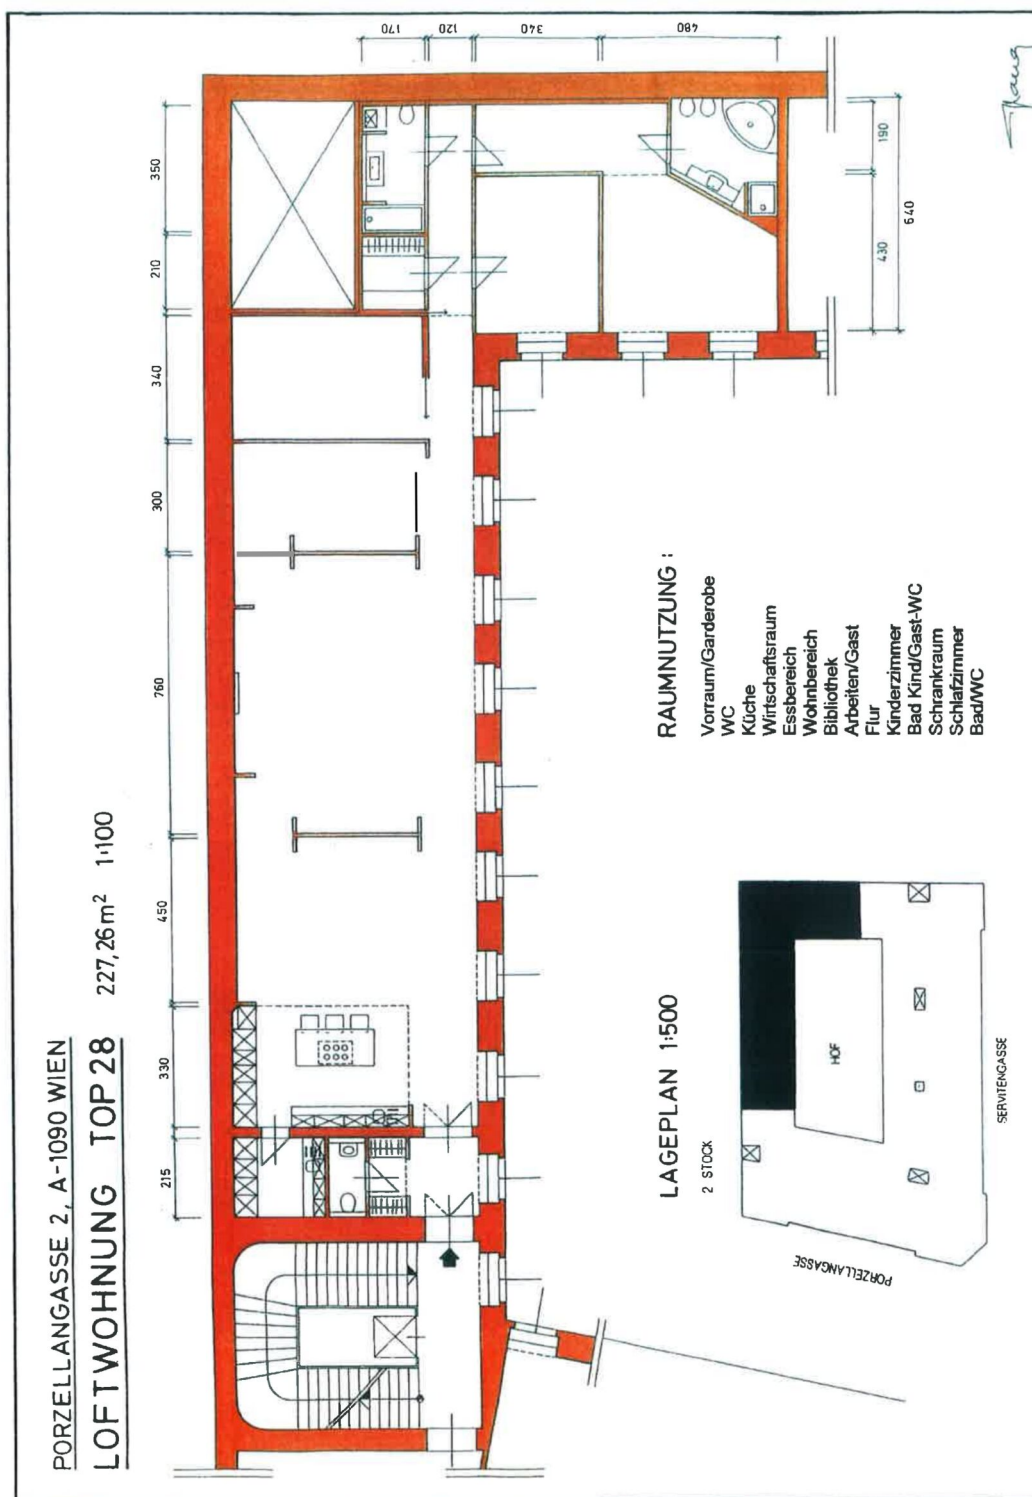 PORZELLANGASSE 2, A-1090 WIEN
LOFTWOHNUNG TOP 28 227,26m² 1:100
215
330
450
760
300
340
210
350
170
120
340
480
430
190
640
LAGEPLAN 1:500
2 STOCK
HOF
PORZELLANGASSE
SERVITENGASSE
RAUMNUTZUNG :
Vorraum/Garderobe
WC
Küche
Wirtschaftsraum
Essbereich
Wohnbereich
Bibliothek
Arbeiten/Gast
Flur
Kinderzimmer
Bad Kind/Gast-WC
Schrankraum
Schlafzimmer
Bad/WC